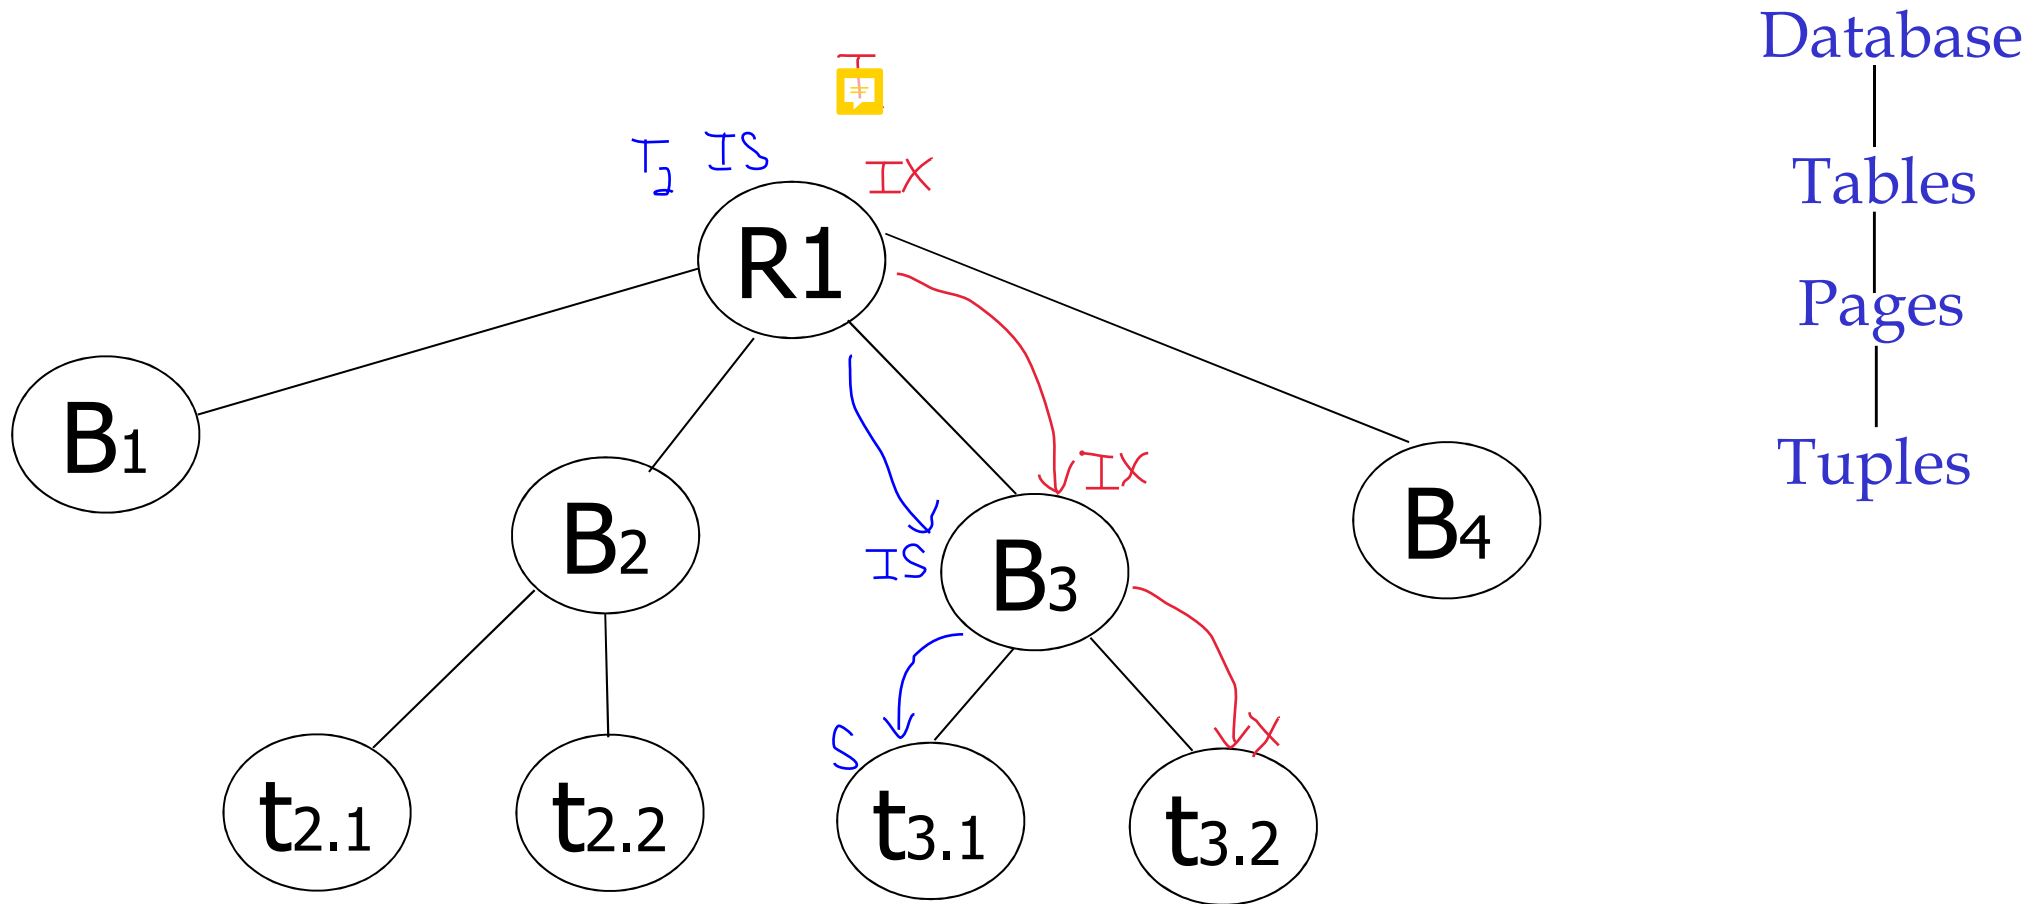 Database
T
T2 IS
IX
Tables
R1
Pages
B1
IX
Tuples
B2
B4
IS
B3
S
X
t2.1
t2.2
t3.1
t3.2